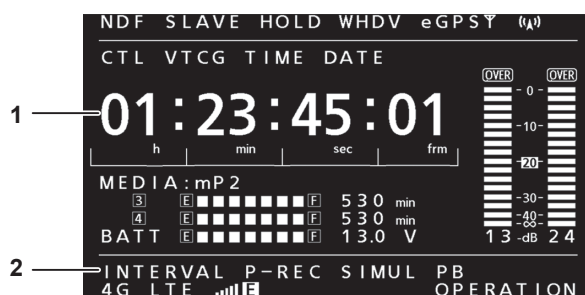 NDF SLAVE HOLD WHDV eGPS
CTL VTCG TIME DATE
OVER OVER
1
01:23:45:01
h min sec frm
0
-10-
-20-
-30-
-40-
-∞-
MEDIA:mP2
3 E F 530 min
4 E F 530 min
BATT E F 13.0 V
13 -dB 24
2
INTERVAL P-REC SIMUL PB
4G LTE E OPERATION